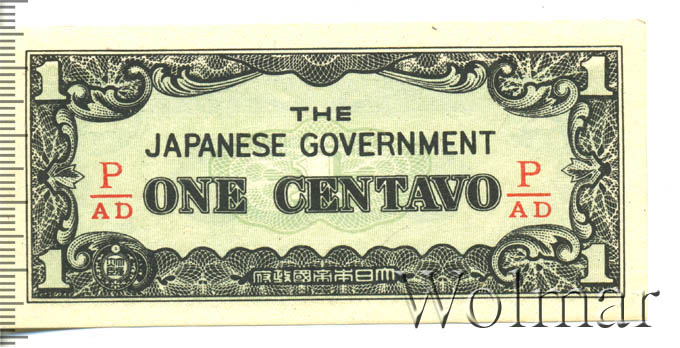 1 1
THE
JAPANESE GOVERNMENT
P/AD ONE CENTAVO P/AD
府政國帝本日大
1 1
Wolmar